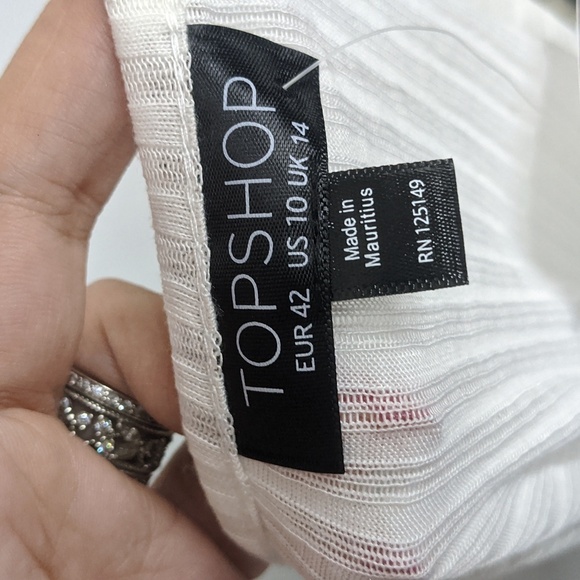 TOPSHOP
EUR 42 US 10 UK 14
Made in
Mauritius
RN 125149